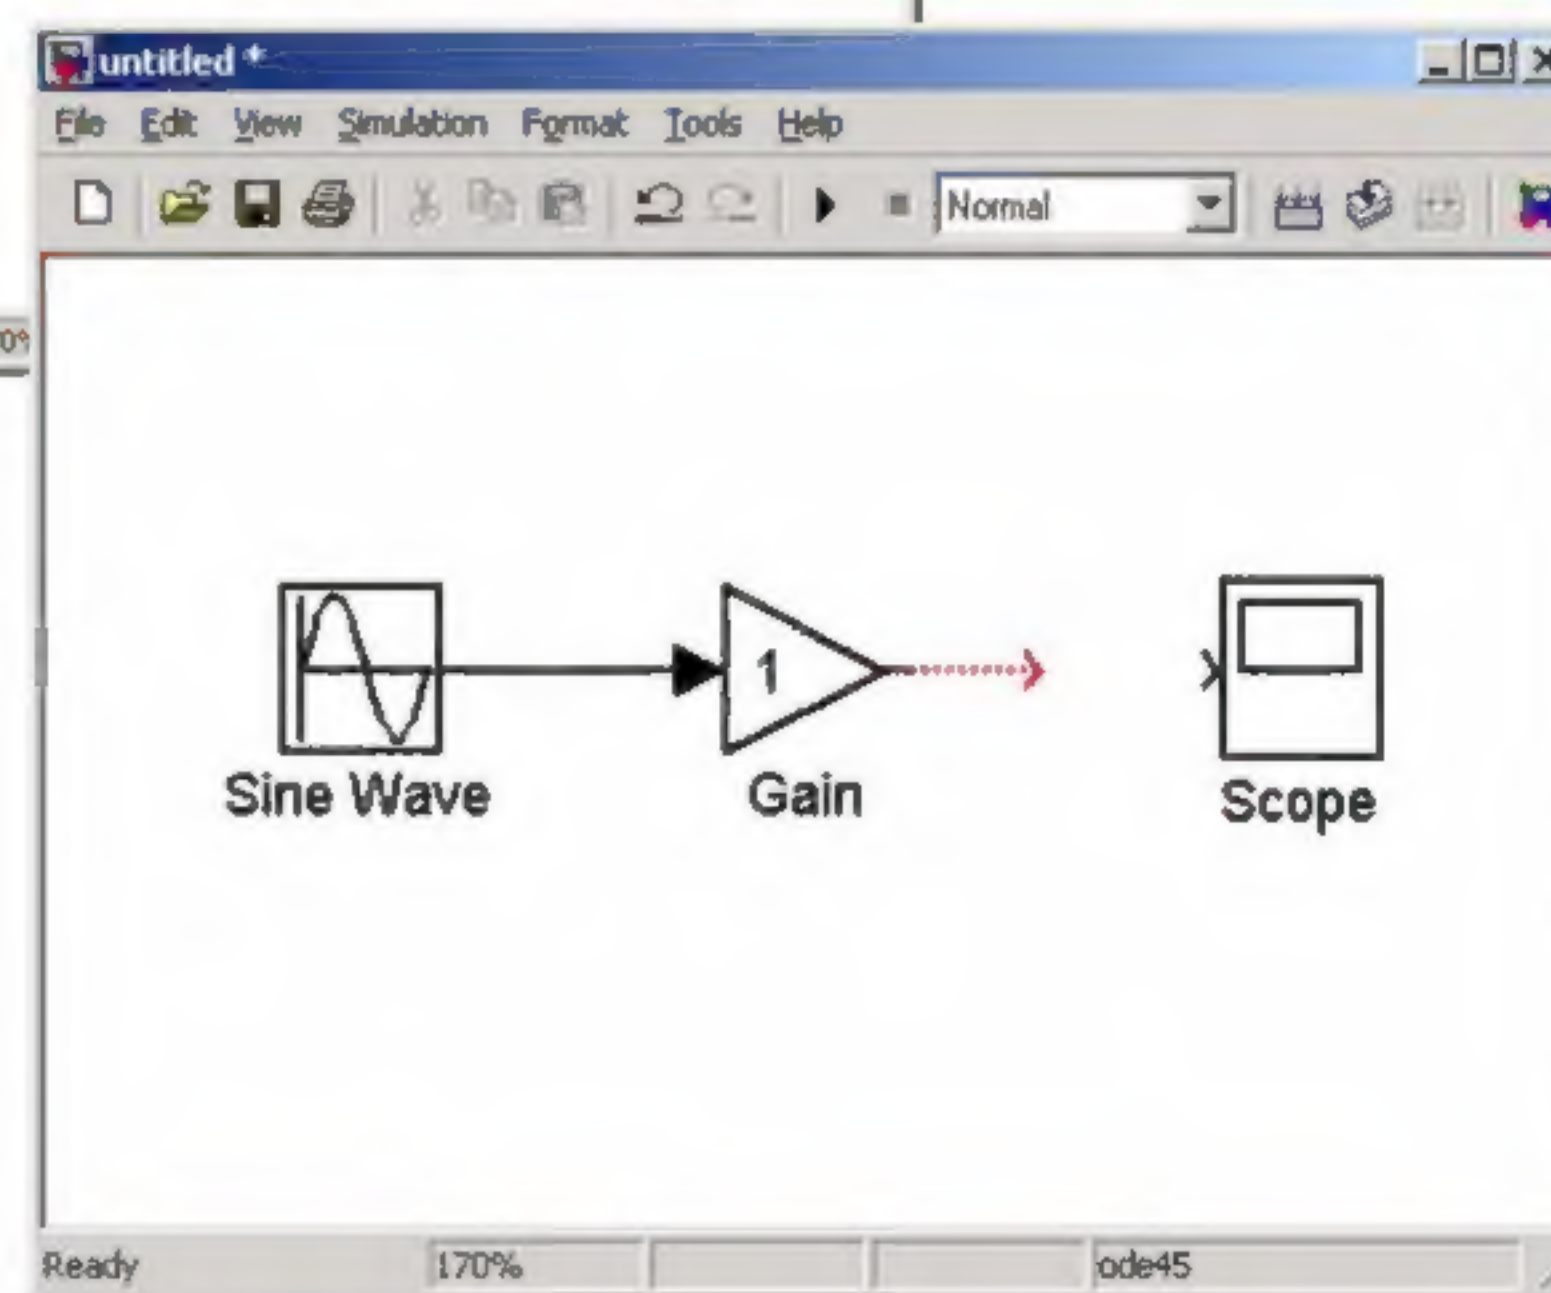 untitled *
File Edit View Simulation Format Tools Help
Normal
1
Sine Wave Gain Scope
Ready 170% ode45